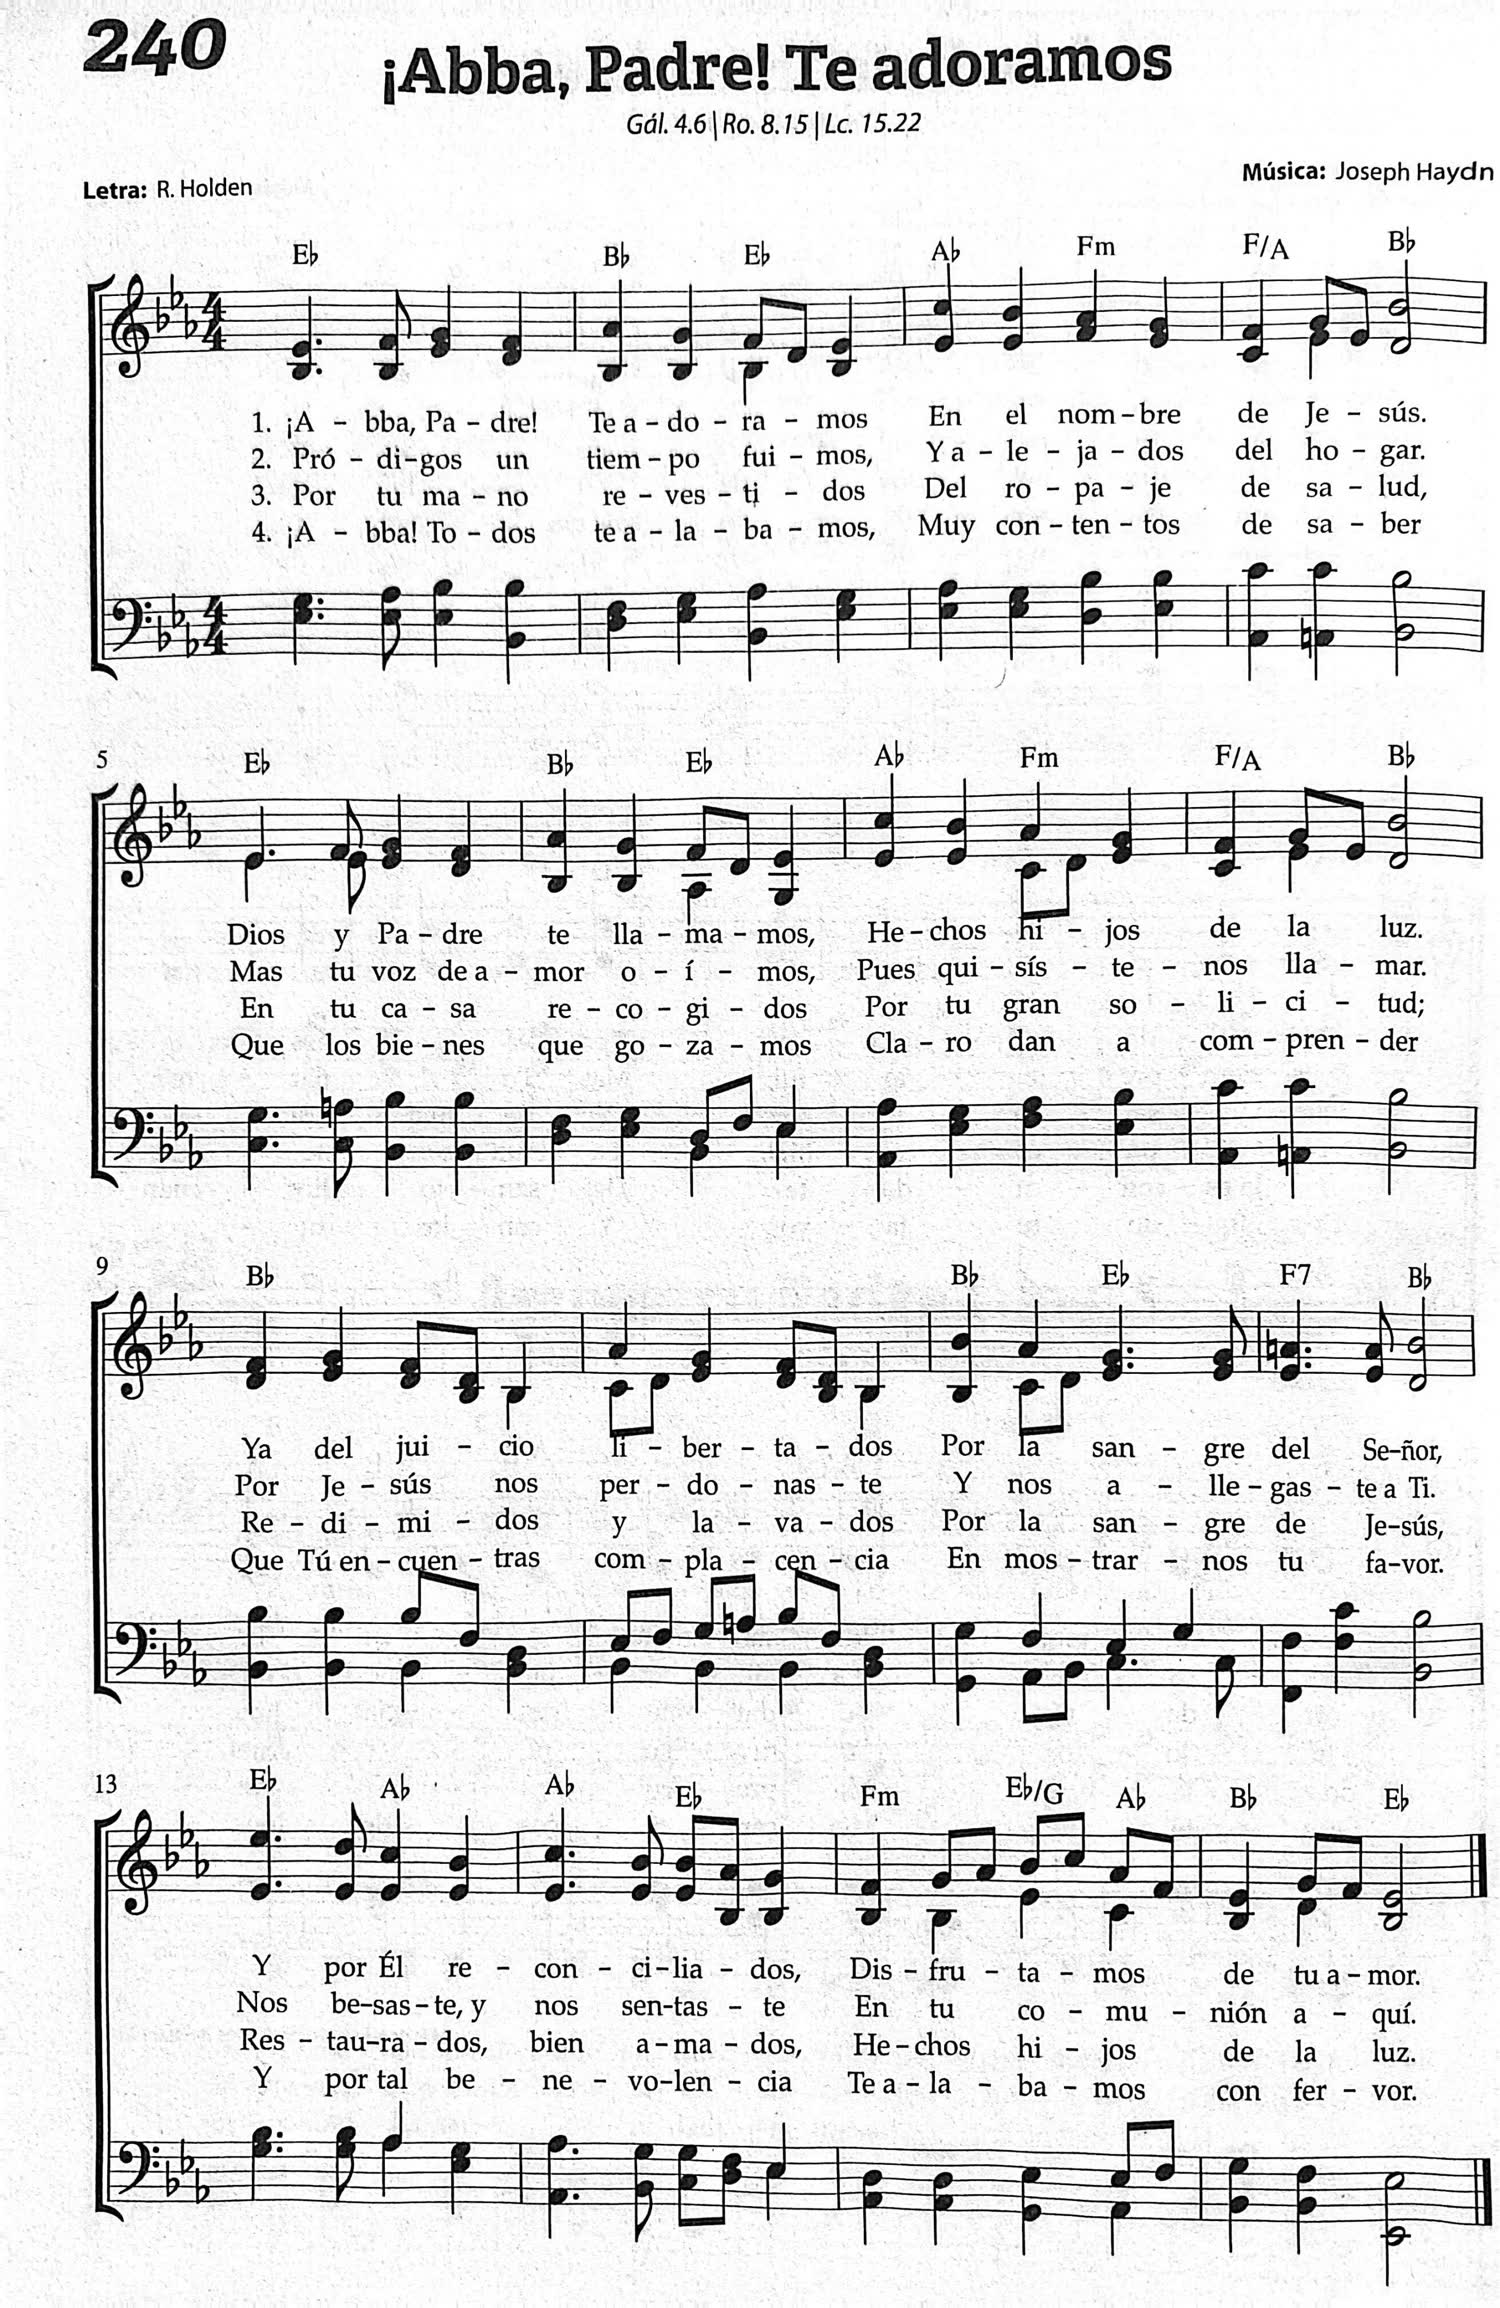 240
¡Abba, Padre! Te adoramos
Gál. 4.6 | Ro. 8.15 | Lc. 15.22
Letra: R. Holden
Música: Joseph Haydn
E♭ B♭ E♭ A♭ Fm F/A B♭
4 4
1. ¡A – bba, Pa – dre! Te a – do – ra – mos En el nom – bre de Je – sús.
2. Pró – di – gos un tiem – po fui – mos, Y a – le – ja – dos del ho – gar.
3. Por tu ma – no re – ves – ti – dos Del ro – pa – je de sa – lud,
4. ¡A – bba! To – dos te a – la – ba – mos, Muy con – ten – tos de sa – ber
4 4
5
E♭ B♭ E♭ A♭ Fm F/A B♭
Dios y Pa – dre te lla – ma – mos, He – chos hi – jos de la luz.
Mas tu voz de a – mor o – í – mos, Pues qui – sís – te – nos lla – mar.
En tu ca – sa re – co – gi – dos Por tu gran so – li – ci – tud;
Que los bie – nes que go – za – mos Cla – ro dan a com – pren – der
9
B♭ B♭ E♭ F7 B♭
Ya del jui – cio li – ber – ta – dos Por la san – gre del Se – ñor,
Por Je – sús nos per – do – nas – te Y nos a – lle – gas – te a Ti.
Re – di – mi – dos y la – va – dos Por la san – gre de Je – sús,
Que Tú en – cuen – tras com – pla – cen – cia En mos – trar – nos tu fa – vor.
13
E♭ A♭ A♭ E♭ Fm E♭/G A♭ B♭ E♭
Y por Él re – con – ci – lia – dos, Dis – fru – ta – mos de tu a – mor.
Nos be – sas – te, y nos sen – tas – te En tu co – mu – nión a – quí.
Res – tau – ra – dos, bien a – ma – dos, He – chos hi – jos de la luz.
Y por tal be – ne – vo – len – cia Te a – la – ba – mos con fer – vor.